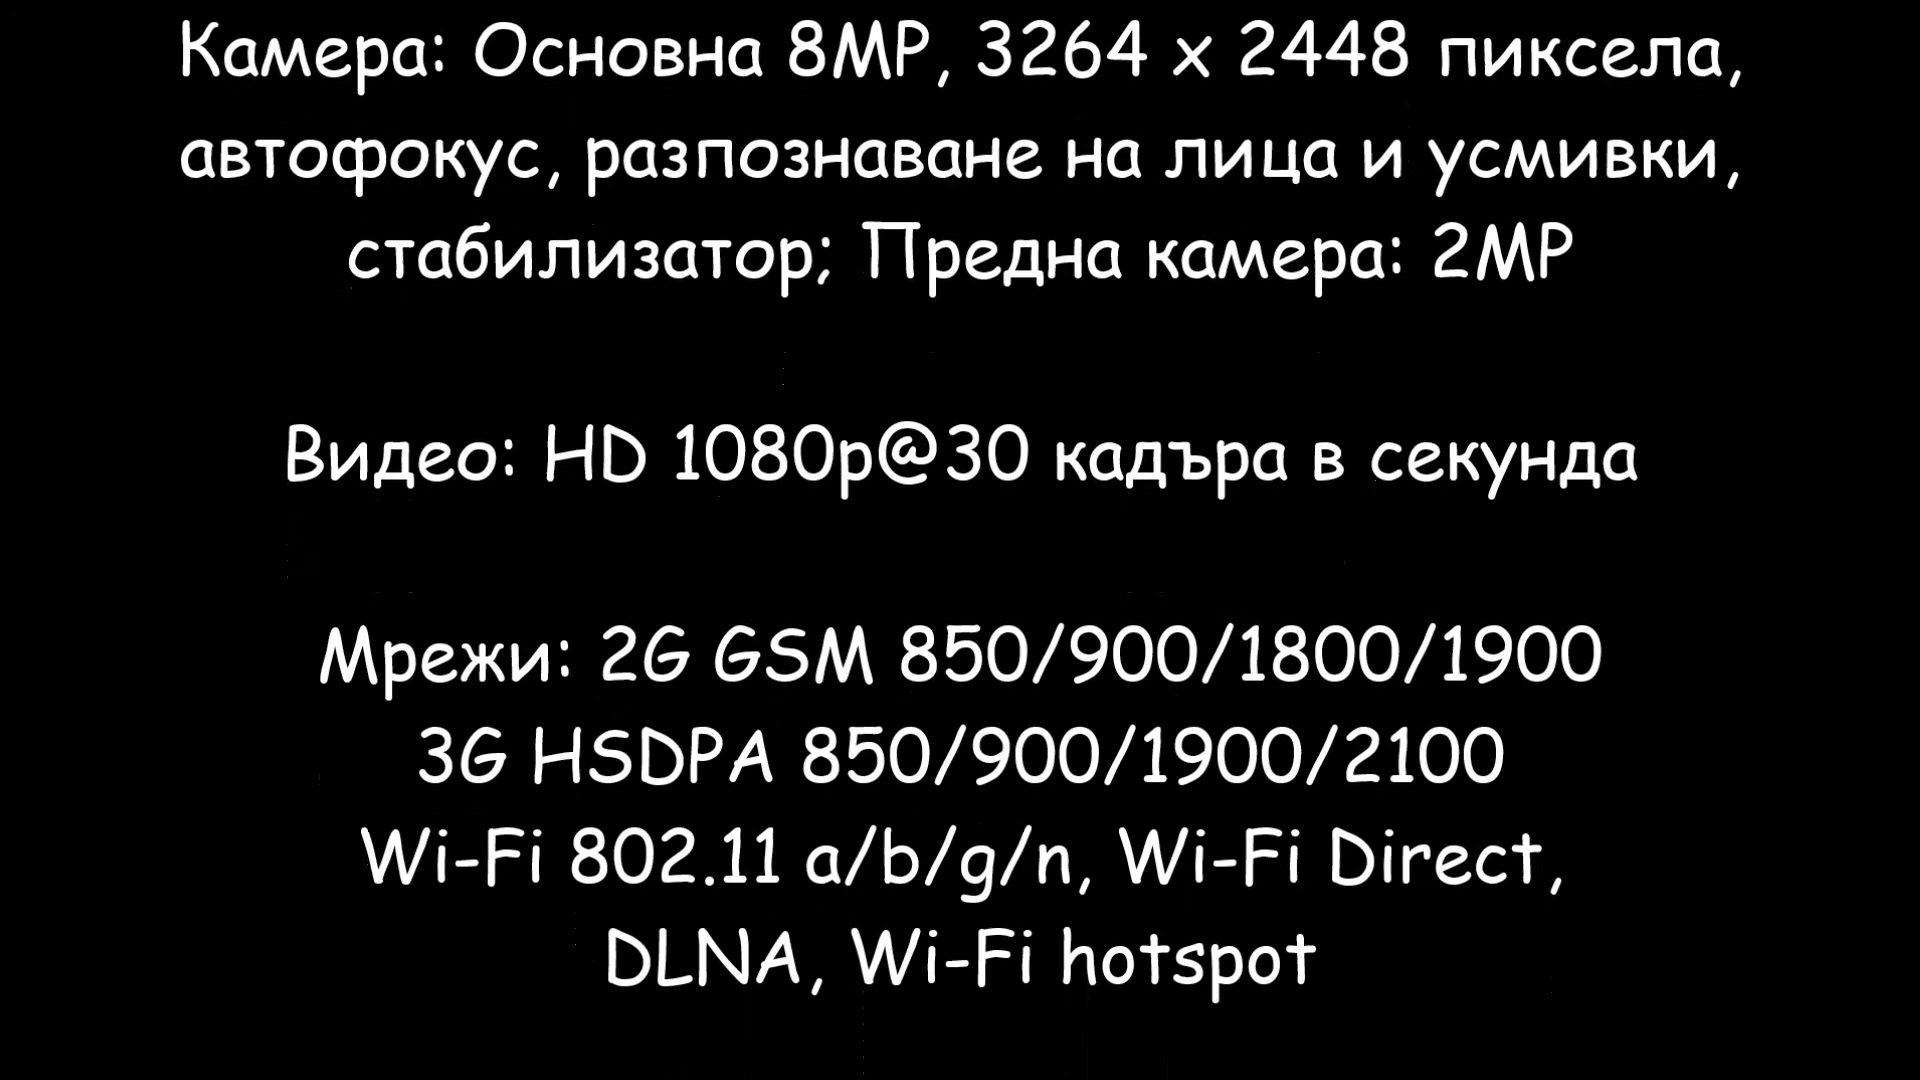 Камера: Основна 8MP, 3264 x 2448 пиксела,
автофокус, разпознаване на лица и усмивки,
стабилизатор; Предна камера: 2MP
Видео: HD 1080p@30 кадъра в секунда
Мрежи: 2G GSM 850/900/1800/1900
3G HSDPA 850/900/1900/2100
Wi-Fi 802.11 a/b/g/n, Wi-Fi Direct,
DLNA, Wi-Fi hotspot